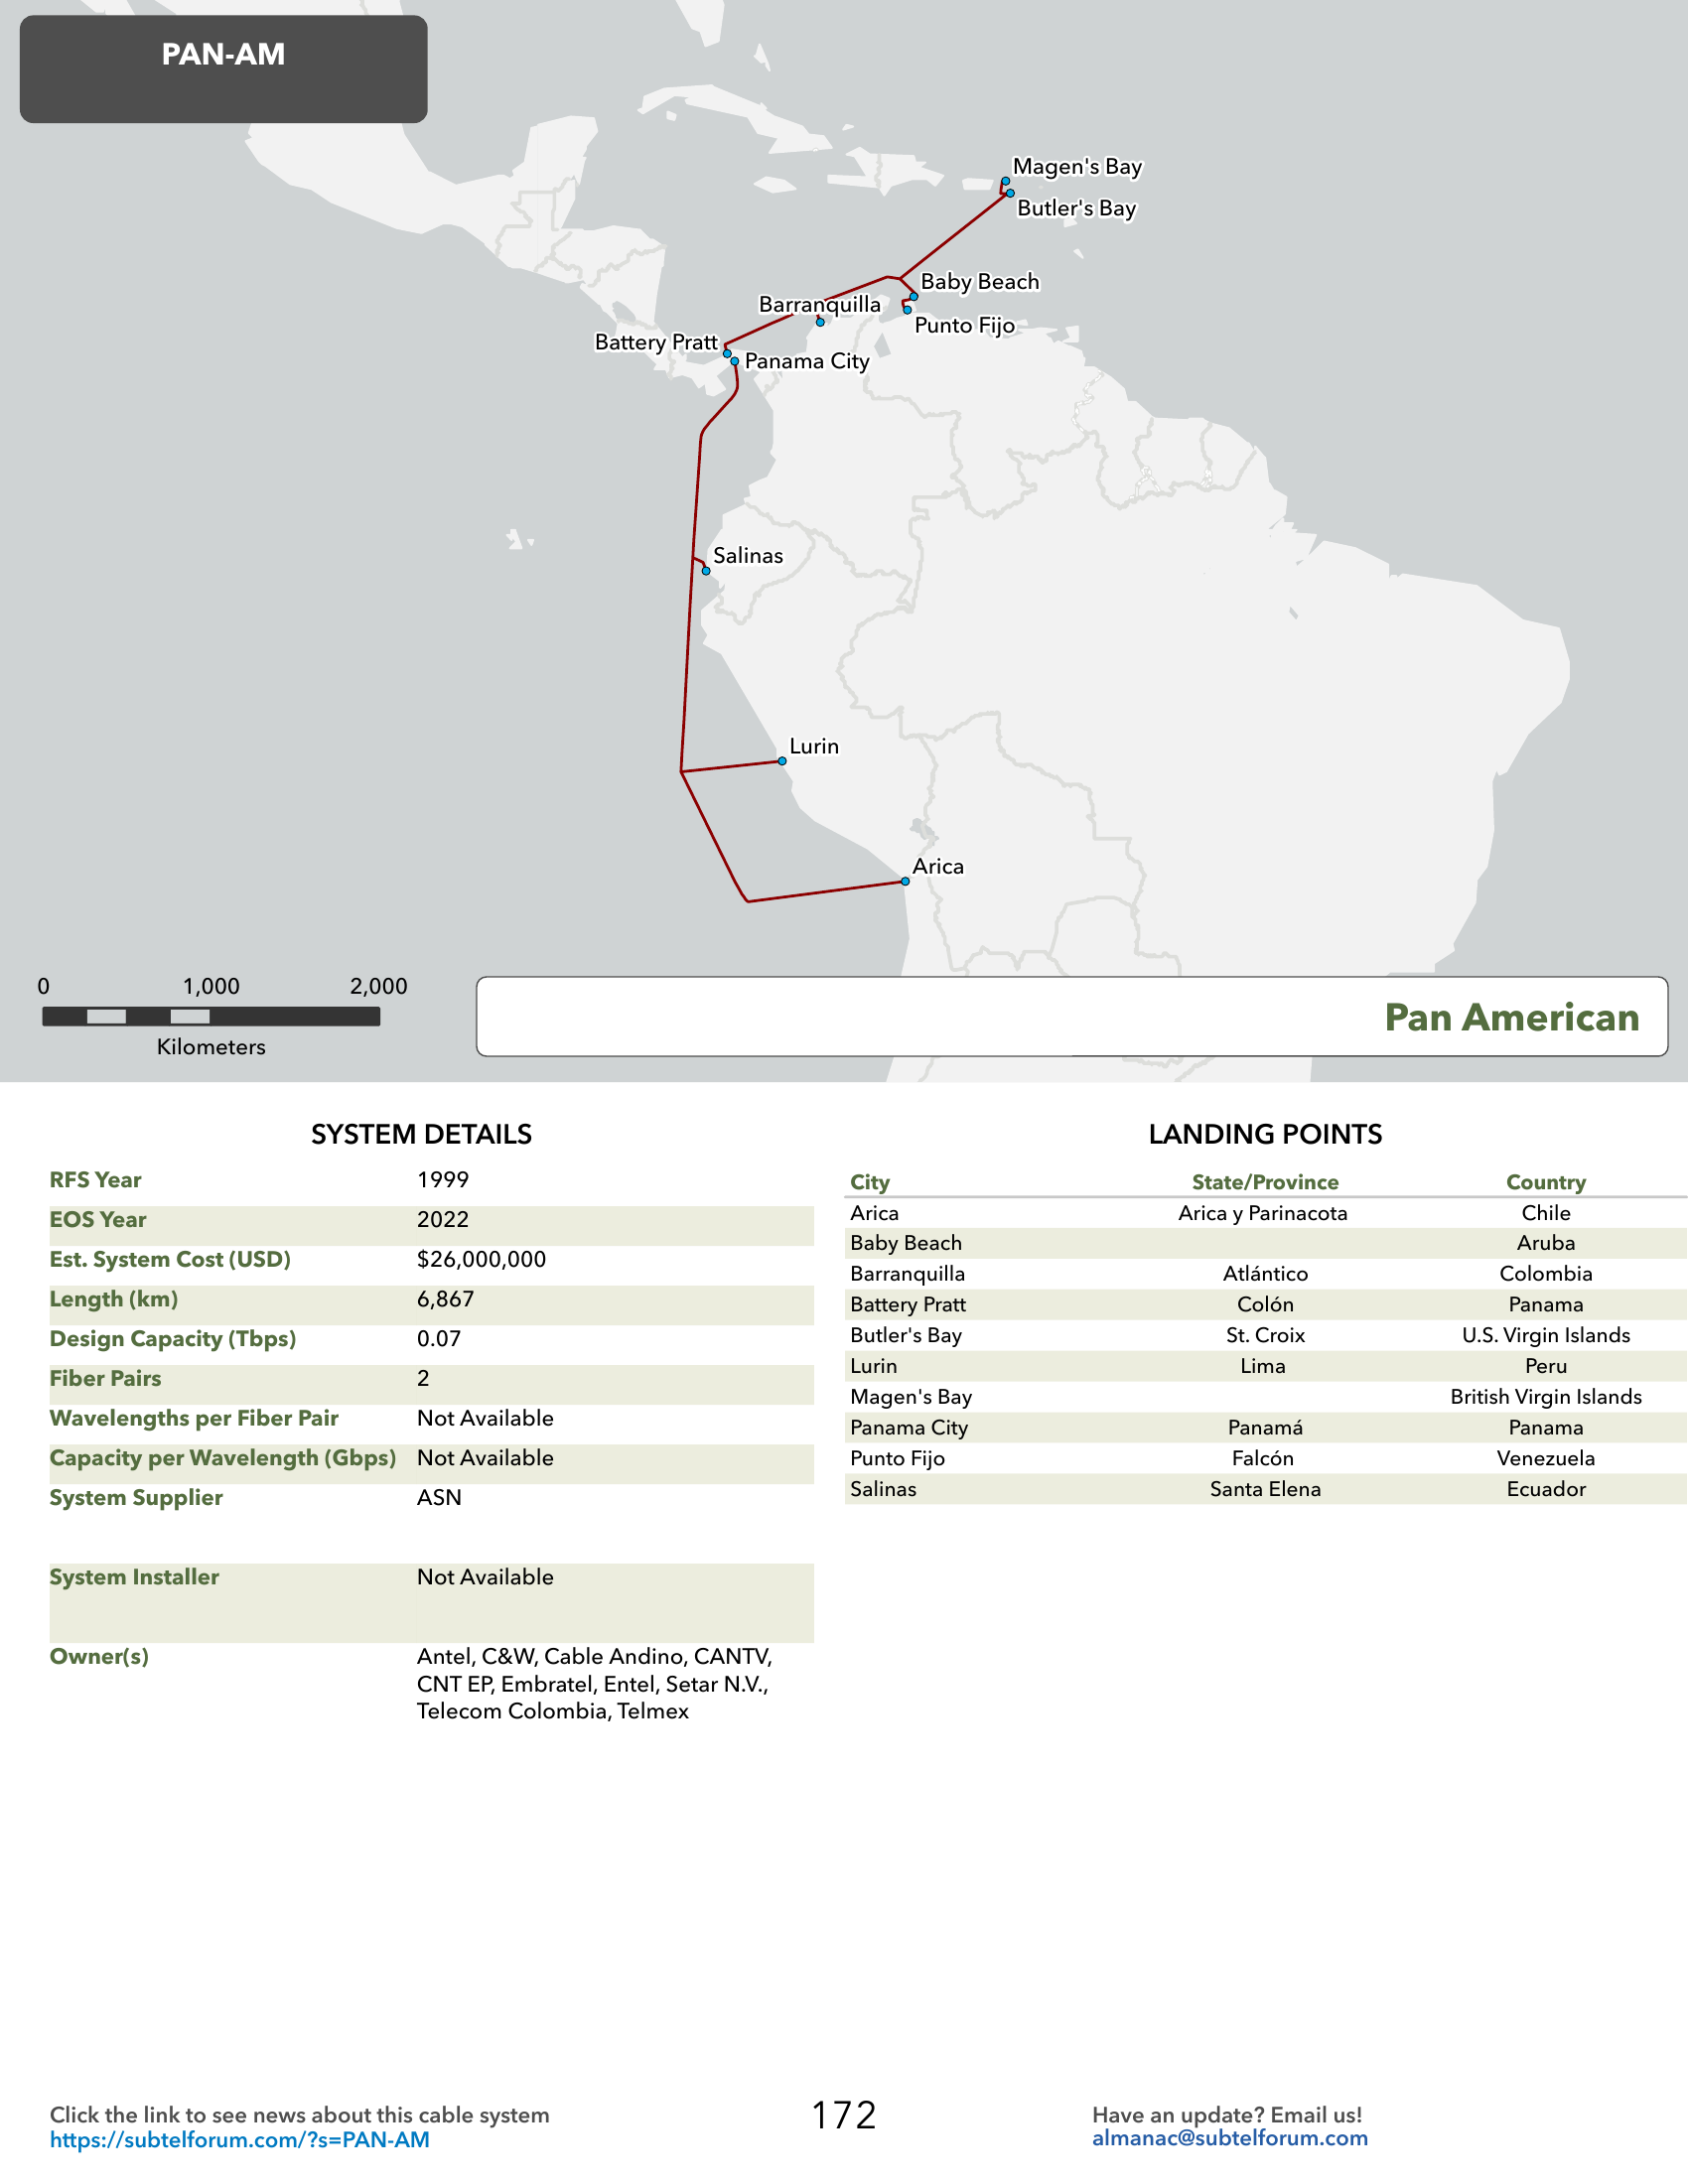 PAN-AM
Magen's Bay
Butler's Bay
Baby Beach
Barranquilla
Punto Fijo
Battery Pratt
Panama City
Salinas
Lurin
Arica
0 1,000 2,000
Kilometers
Pan American
SYSTEM DETAILS
RFS Year 1999
EOS Year 2022
Est. System Cost (USD) $26,000,000
Length (km) 6,867
Design Capacity (Tbps) 0.07
Fiber Pairs 2
Wavelengths per Fiber Pair Not Available
Capacity per Wavelength (Gbps) Not Available
System Supplier ASN
System Installer Not Available
Owner(s) Antel, C&W, Cable Andino, CANTV,
CNT EP, Embratel, Entel, Setar N.V.,
Telecom Colombia, Telmex
LANDING POINTS
City State/Province Country
Arica Arica y Parinacota Chile
Baby Beach Aruba
Barranquilla Atlántico Colombia
Battery Pratt Colón Panama
Butler's Bay St. Croix U.S. Virgin Islands
Lurin Lima Peru
Magen's Bay British Virgin Islands
Panama City Panamá Panama
Punto Fijo Falcón Venezuela
Salinas Santa Elena Ecuador
Click the link to see news about this cable system
https://subtelforum.com/?s=PAN-AM
172
Have an update? Email us!
almanac@subtelforum.com